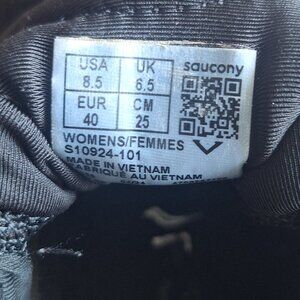 USA UK saucony
8.5 6.5
EUR CM
40 25
WOMENS/FEMMES
S10924-101
MADE IN VIETNAM
FABRIQUÉ AU VIETNAM